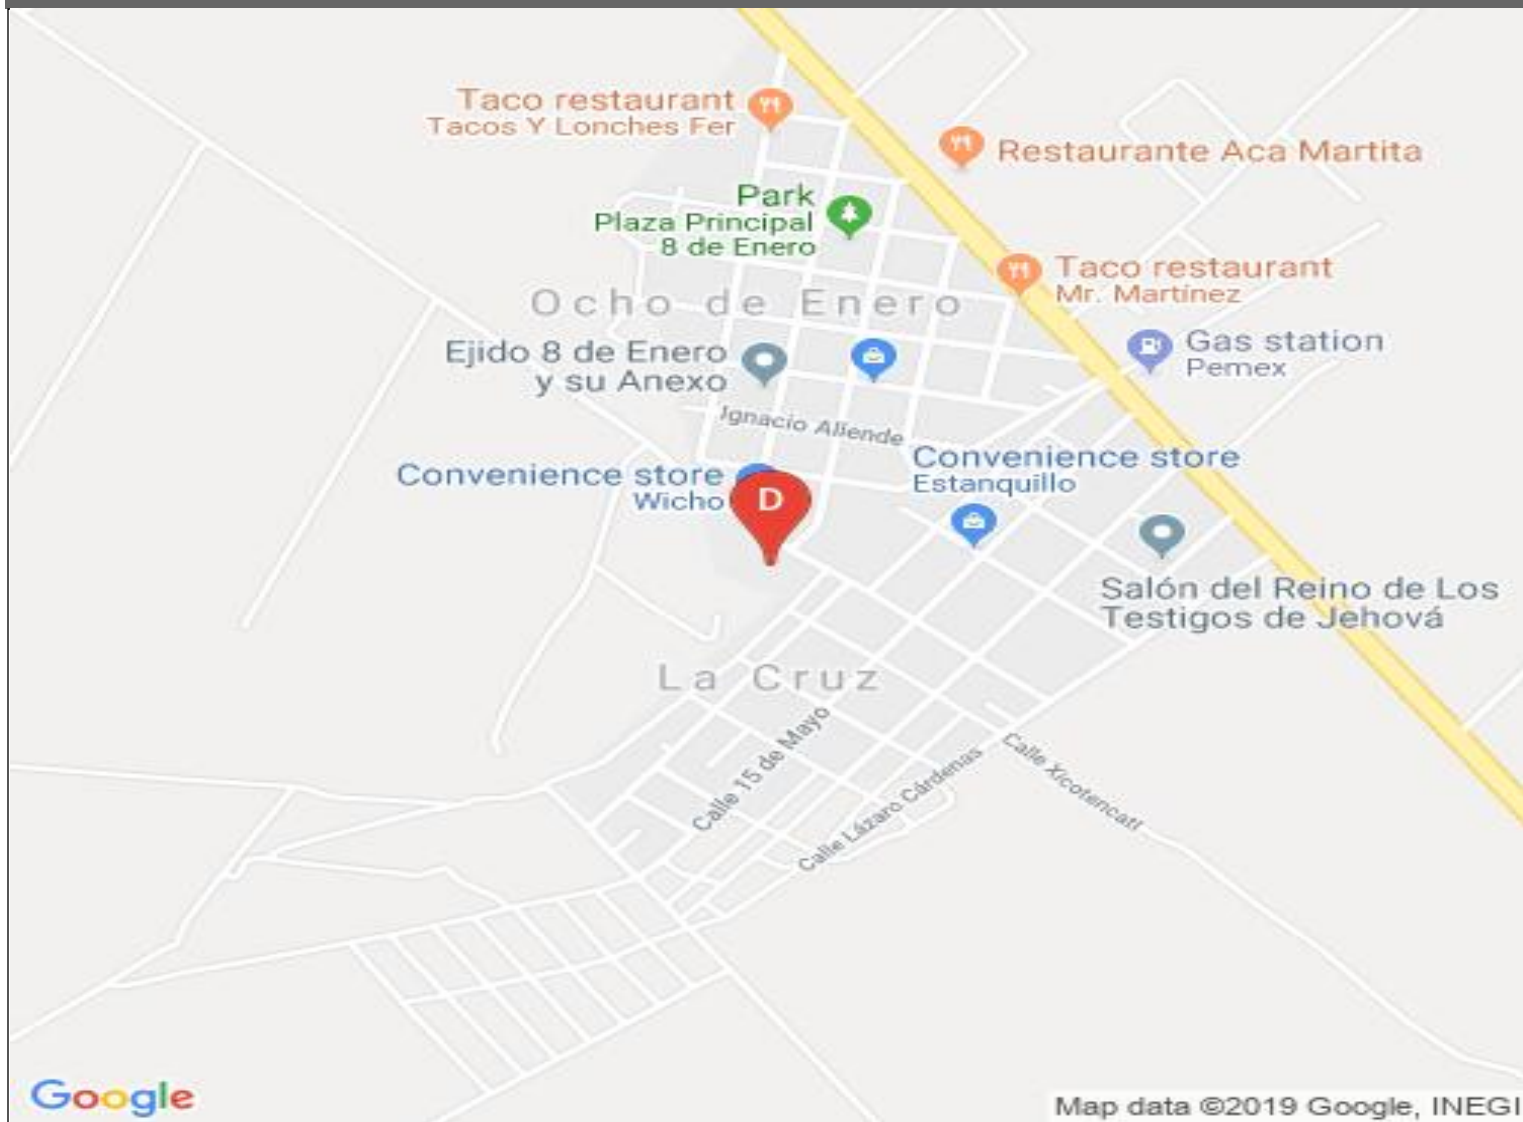 Taco restaurant
Tacos Y Lonches Fer
Restaurante Aca Martita
Park
Plaza Principal
8 de Enero
Taco restaurant
Mr. Martínez
Ocho de Enero
Gas station
Pemex
Ejido 8 de Enero
y su Anexo
Ignacio Allende
Convenience store
Estanquillo
Convenience store
Wicho
D
Salón del Reino de Los
Testigos de Jehová
La Cruz
Calle 15 de Mayo
Calle Lázaro Cárdenas
Calle Xicotencatl
Google
Map data ©2019 Google, INEGI